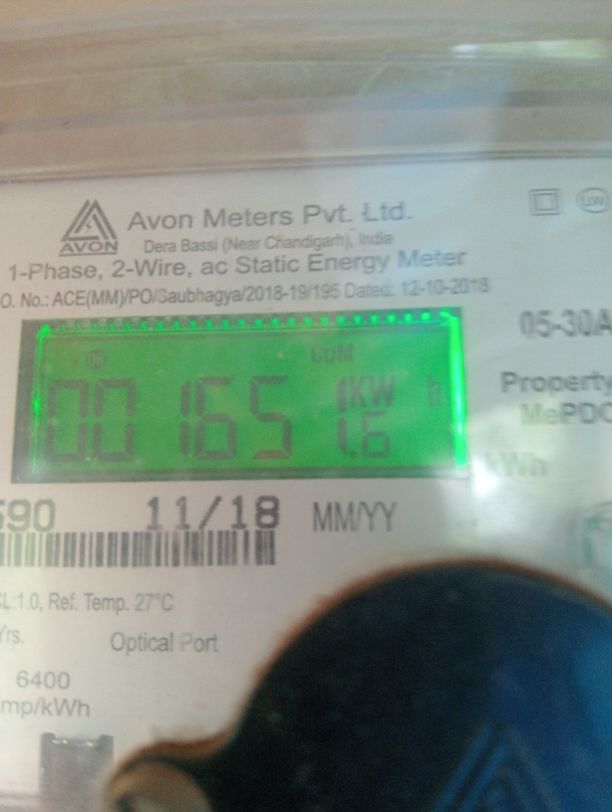 Avon Meters Pvt. Ltd.
AVON
Dera Bassi (Near Chandigarh), India
1-Phase, 2-Wire, ac Static Energy Meter
O. No.: ACE(MM)/PO/Saubhagya/2018-19/195 Dated: 12-10-2018
05-30A
CUM
00165
KW h
1.6
Property
MePDC
kWh
590 11/18 MM/YY
CL:1.0, Ref. Temp. 27°C
Yrs.
Optical Port
6400
mp/kWh